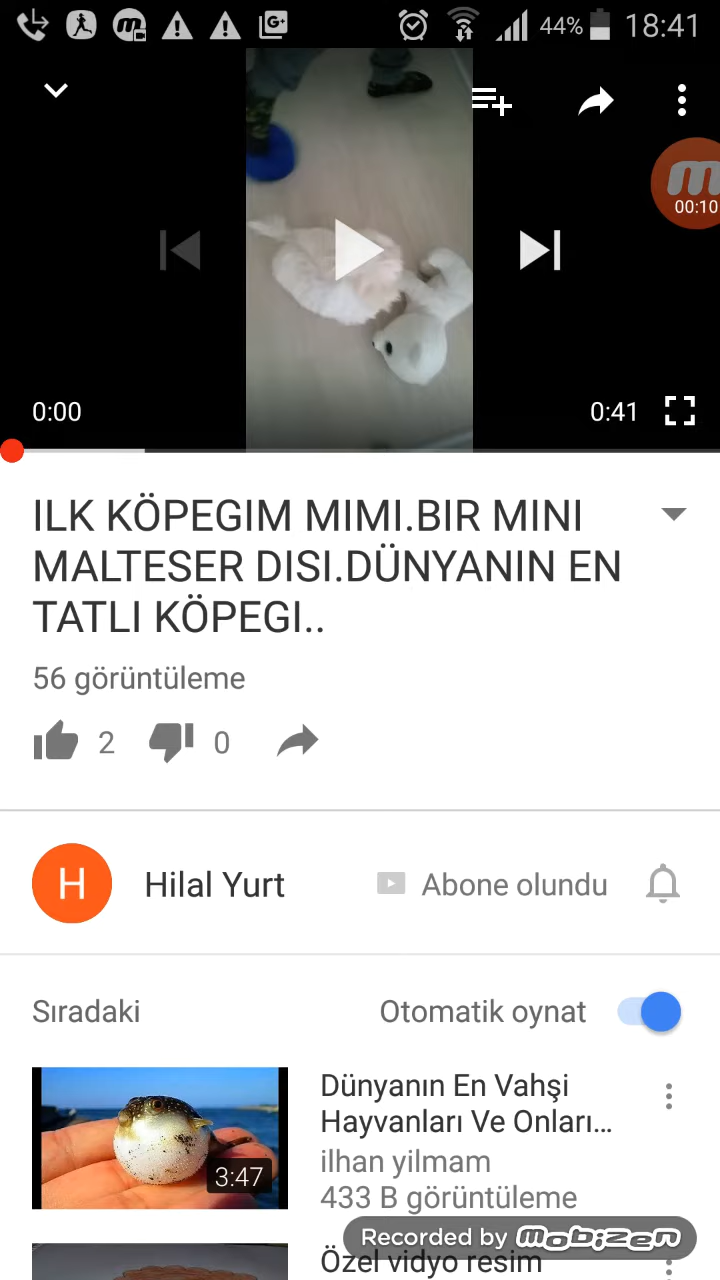 44% 18:41
00:10
0:00 0:41
ILK KÖPEGIM MIMI.BIR MINI
MALTESER DISI.DÜNYANIN EN
TATLI KÖPEGI..
56 görüntüleme
2 0
H Hilal Yurt Abone olundu
Sıradaki Otomatik oynat
Dünyanın En Vahşi
Hayvanları Ve Onları...
ilhan yilmam
3:47
433 B görüntüleme
Recorded by mobizen
Özel vidyo resim